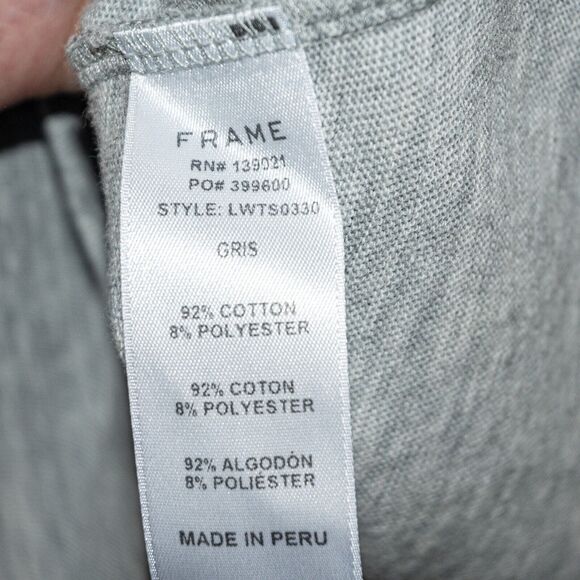 FRAME
RN# 139021
PO# 399600
STYLE: LWTS0330
GRIS
92% COTTON
8% POLYESTER
92% COTON
8% POLYESTER
92% ALGODÓN
8% POLIÉSTER
MADE IN PERU